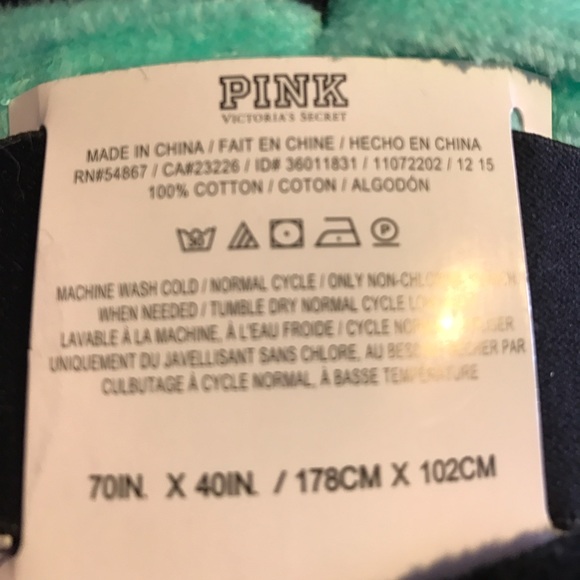 PINK
VICTORIA'S SECRET
MADE IN CHINA / FAIT EN CHINE / HECHO EN CHINA
RN#54867 / CA#23226 / ID# 36011831 / 11072202 / 12 15
100% COTTON / COTON / ALGODÓN
MACHINE WASH COLD / NORMAL CYCLE / ONLY
WHEN NEEDED / TUMBLE DRY NORMAL CYCLE
LAVABLE À LA MACHINE, À L'EAU FROIDE / CYCLE
UNIQUEMENT DU JAVELLISANT SANS CHLORE, AU PAR
CULBUTAGE À CYCLE NORMAL, À BASSE TEMPÉRATURE
70IN. X 40IN. / 178CM X 102CM